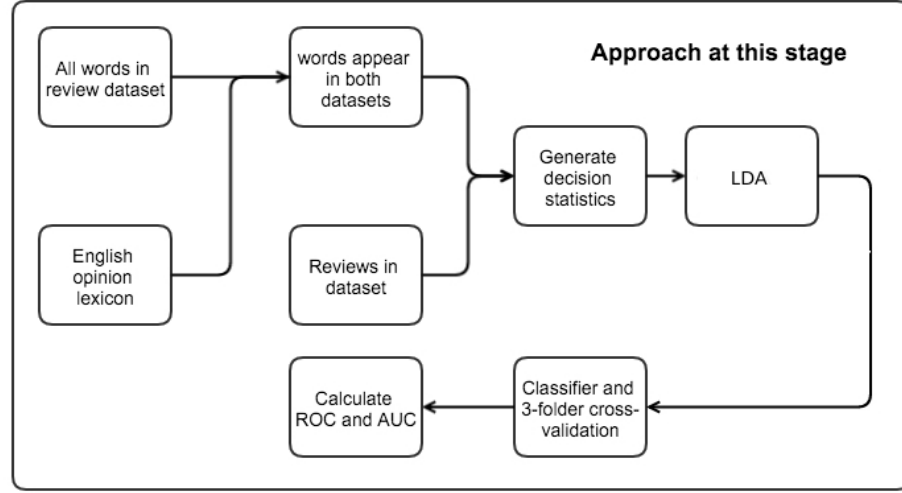 Approach at this stage
All words in
review dataset
words appear
in both
datasets
Generate
decision
statistics
LDA
English
opinion
lexicon
Reviews in
dataset
Calculate
ROC and AUC
Classifier and
3-folder cross-
validation